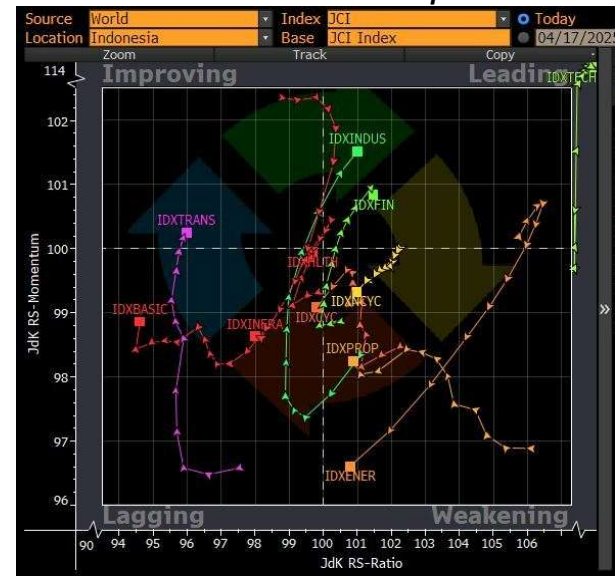 Source World Index JCI Today
Location Indonesia Base JCI Index 04/17/2025
Zoom Track Copy
114 Improving Leading
IDXTECH
102
IDXINDUS
101
IDXTRANS IDXFIN
100
JdK RS-Momentum
IDXHLTH
99 IDXBASIC IDXINFRA IDXCYC IDXNCYC
»
IDXPROP
98
97
IDXENER
96
Lagging Weakening
90 94 95 96 97 98 99 100 101 102 103 104 105 106
JdK RS-Ratio